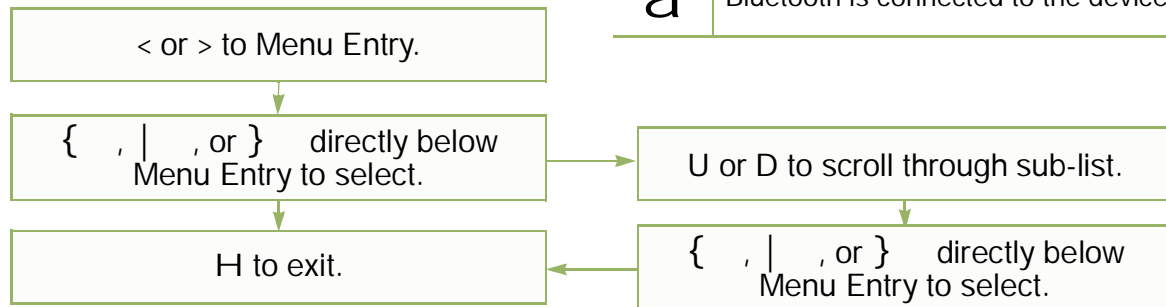 a
Bluetooth is connected to the device
< or > to Menu Entry.
{ , | , or } directly below
Menu Entry to select.
U or D to scroll through sub-list.
H to exit.
{ , | , or } directly below
Menu Entry to select.